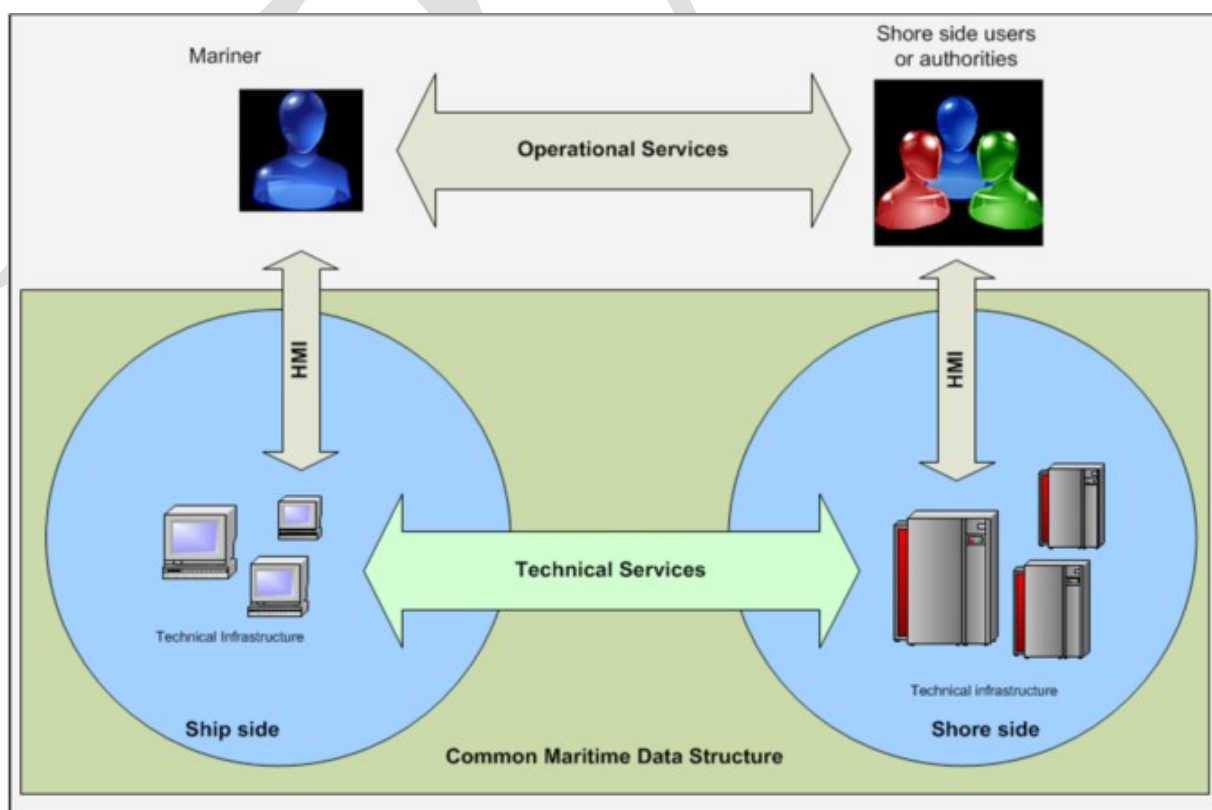 Mariner
Shore side users
or authorities
Operational Services
HMI
HMI
Technical Services
Technical Infrastructure
Technical infrastructure
Ship side
Shore side
Common Maritime Data Structure